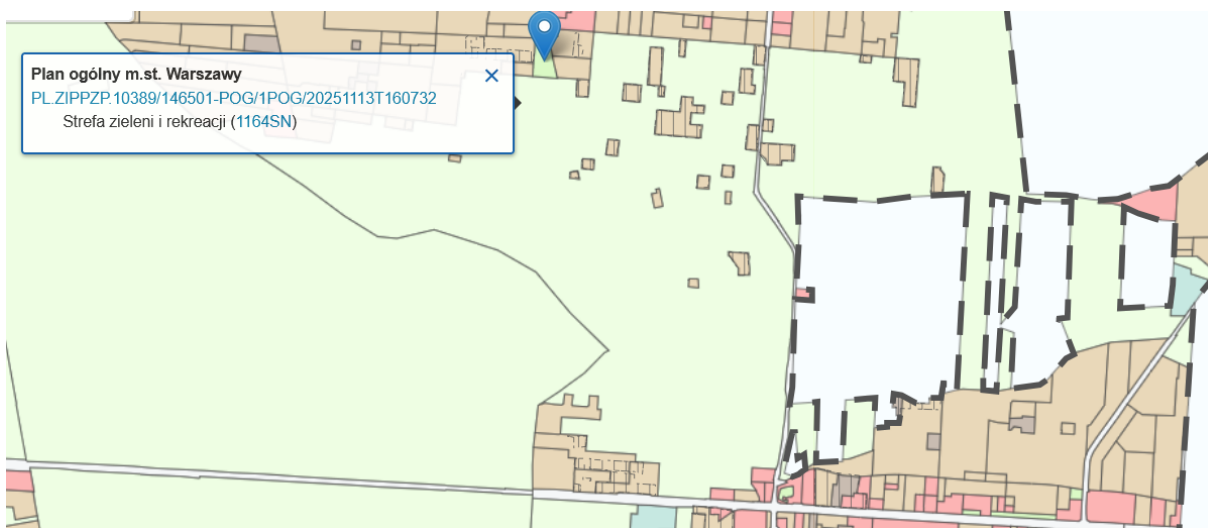 Plan ogólny m.st. Warszawy
PL.ZIPPZP.10389/146501-POG/1POG/20251113T160732
Strefa zieleni i rekreacji (1164SN)